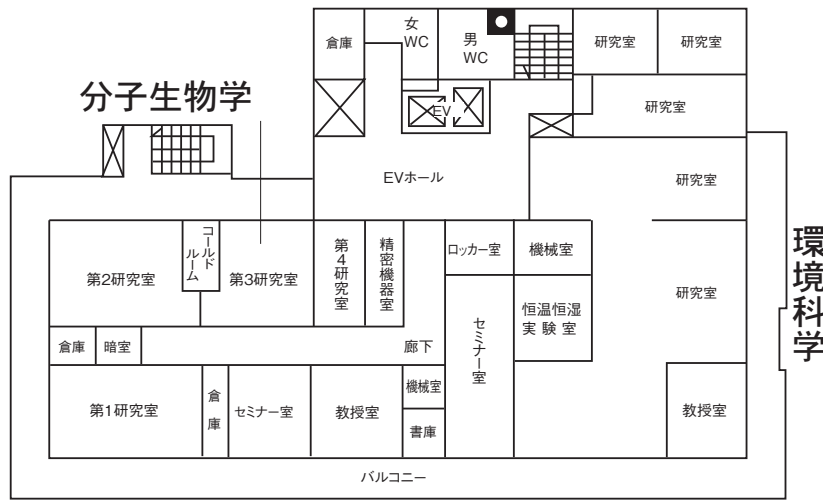 女
WC
倉庫
男
WC
研究室
研究室
分子生物学
EV
研究室
EVホール
研究室
コールド
ルーム
第2研究室
第3研究室
第4研究室
精密機器室
ロッカー室
機械室
恒温恒湿
実験室
研究室
環境科学
セミナー室
倉庫
暗室
廊下
第1研究室
倉庫
セミナー室
教授室
機械室
書庫
教授室
バルコニー